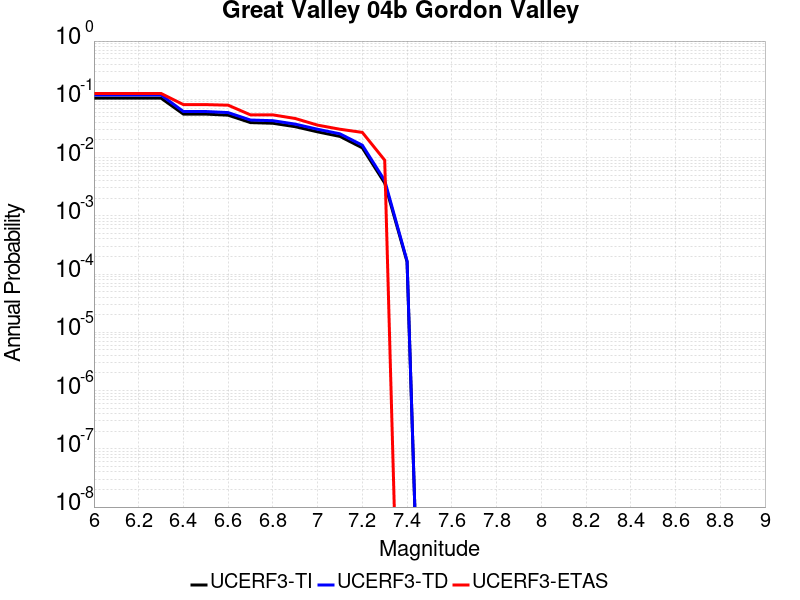 Great Valley 04b Gordon Valley
10^0
10^-1
10^-2
10^-3
10^-4
10^-5
10^-6
10^-7
10^-8
Annual Probability
6 6.2 6.4 6.6 6.8 7 7.2 7.4 7.6 7.8 8 8.2 8.4 8.6 8.8 9
Magnitude
UCERF3-TI UCERF3-TD UCERF3-ETAS